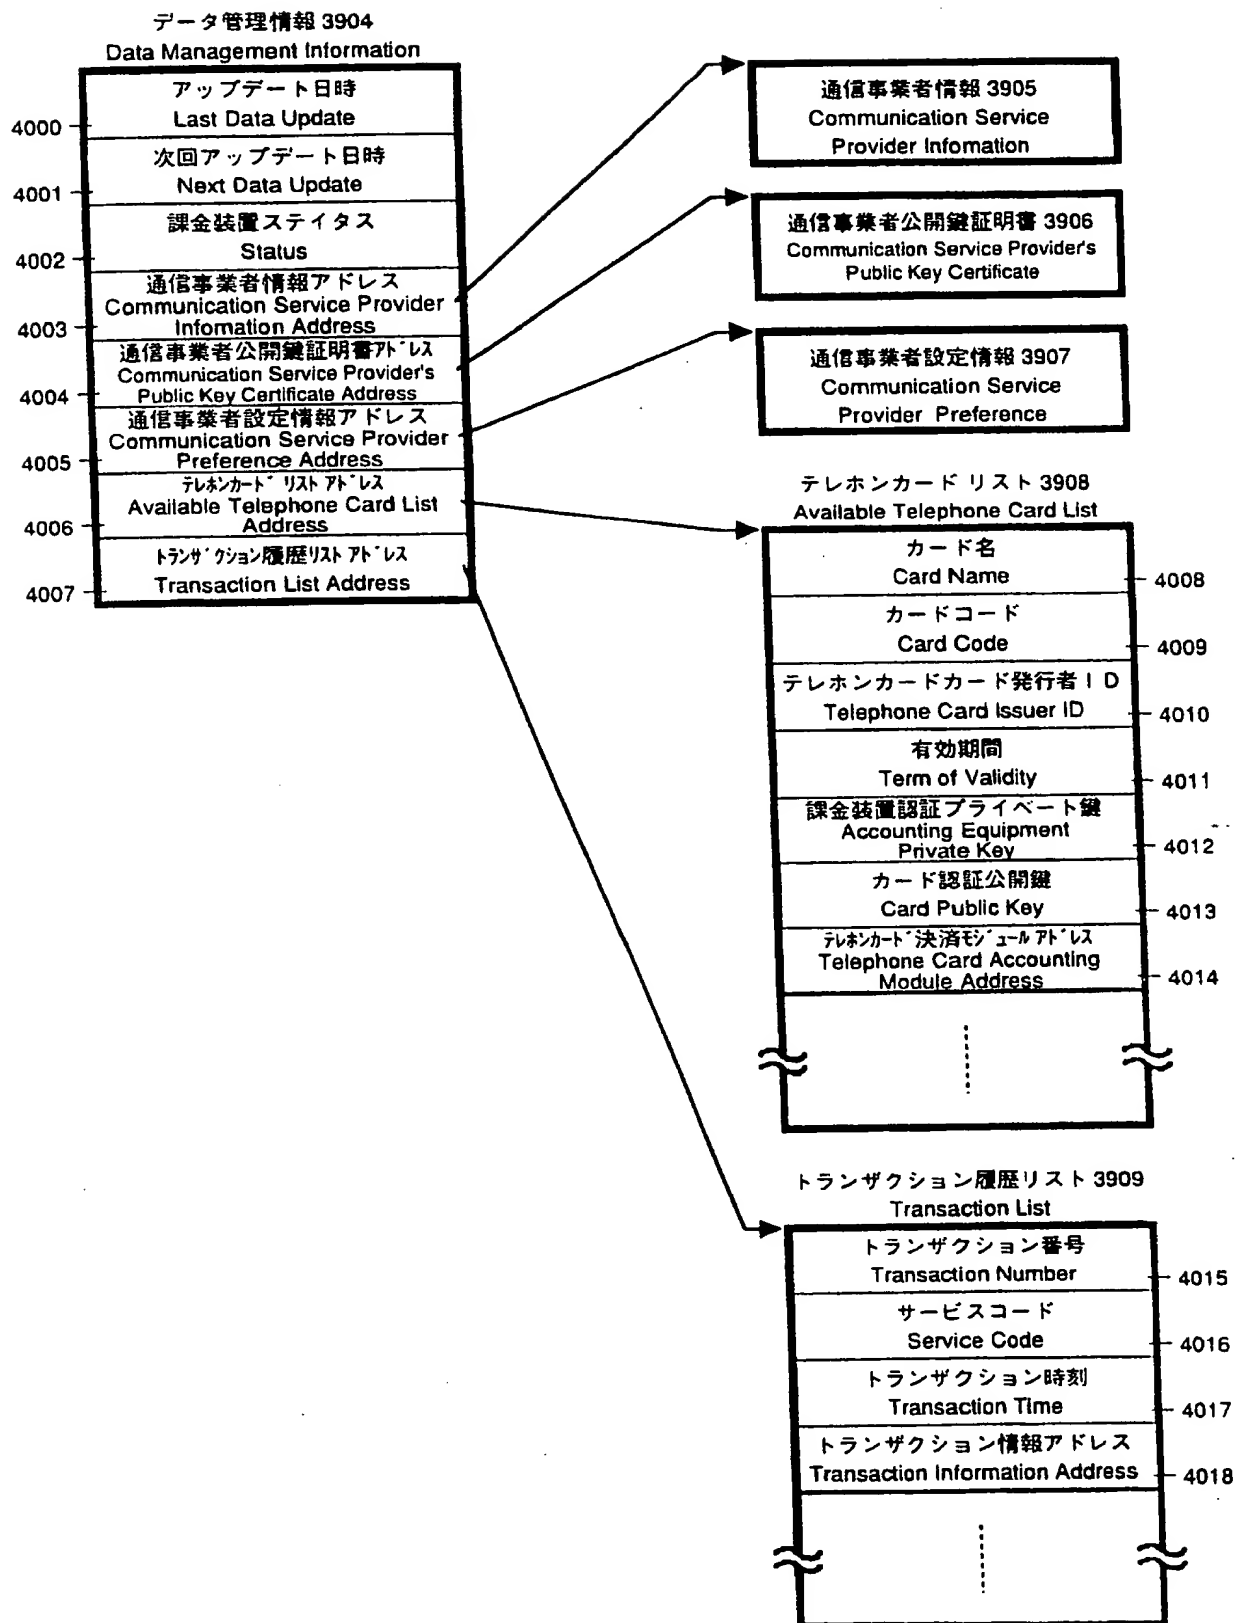 データ管理情報 3904
Data Management Information
アップデート日時
Last Data Update
4000
次回アップデート日時
Next Data Update
4001
課金装置ステイタス
Status
4002
通信事業者情報アドレス
Communication Service Provider
Infomation Address
4003
通信事業者公開鍵証明書アドレス
Communication Service Provider's
Public Key Certificate Address
4004
通信事業者設定情報アドレス
Communication Service Provider
Preference Address
4005
テレホンカード リスト アドレス
Available Telephone Card List
Address
4006
トランザクション履歴リスト アドレス
Transaction List Address
4007
通信事業者情報 3905
Communication Service
Provider Infomation
通信事業者公開鍵証明書 3906
Communication Service Provider's
Public Key Certificate
通信事業者設定情報 3907
Communication Service
Provider Preference
テレホンカード リスト 3908
Available Telephone Card List
カード名
Card Name
4008
カードコード
Card Code
4009
テレホンカードカード発行者ID
Telephone Card Issuer ID
4010
有効期間
Term of Validity
4011
課金装置認証プライベート鍵
Accounting Equipment
Private Key
4012
カード認証公開鍵
Card Public Key
4013
テレホンカード決済モジュールアドレス
Telephone Card Accounting
Module Address
4014
トランザクション履歴リスト 3909
Transaction List
トランザクション番号
Transaction Number
4015
サービスコード
Service Code
4016
トランザクション時刻
Transaction Time
4017
トランザクション情報アドレス
Transaction Information Address
4018